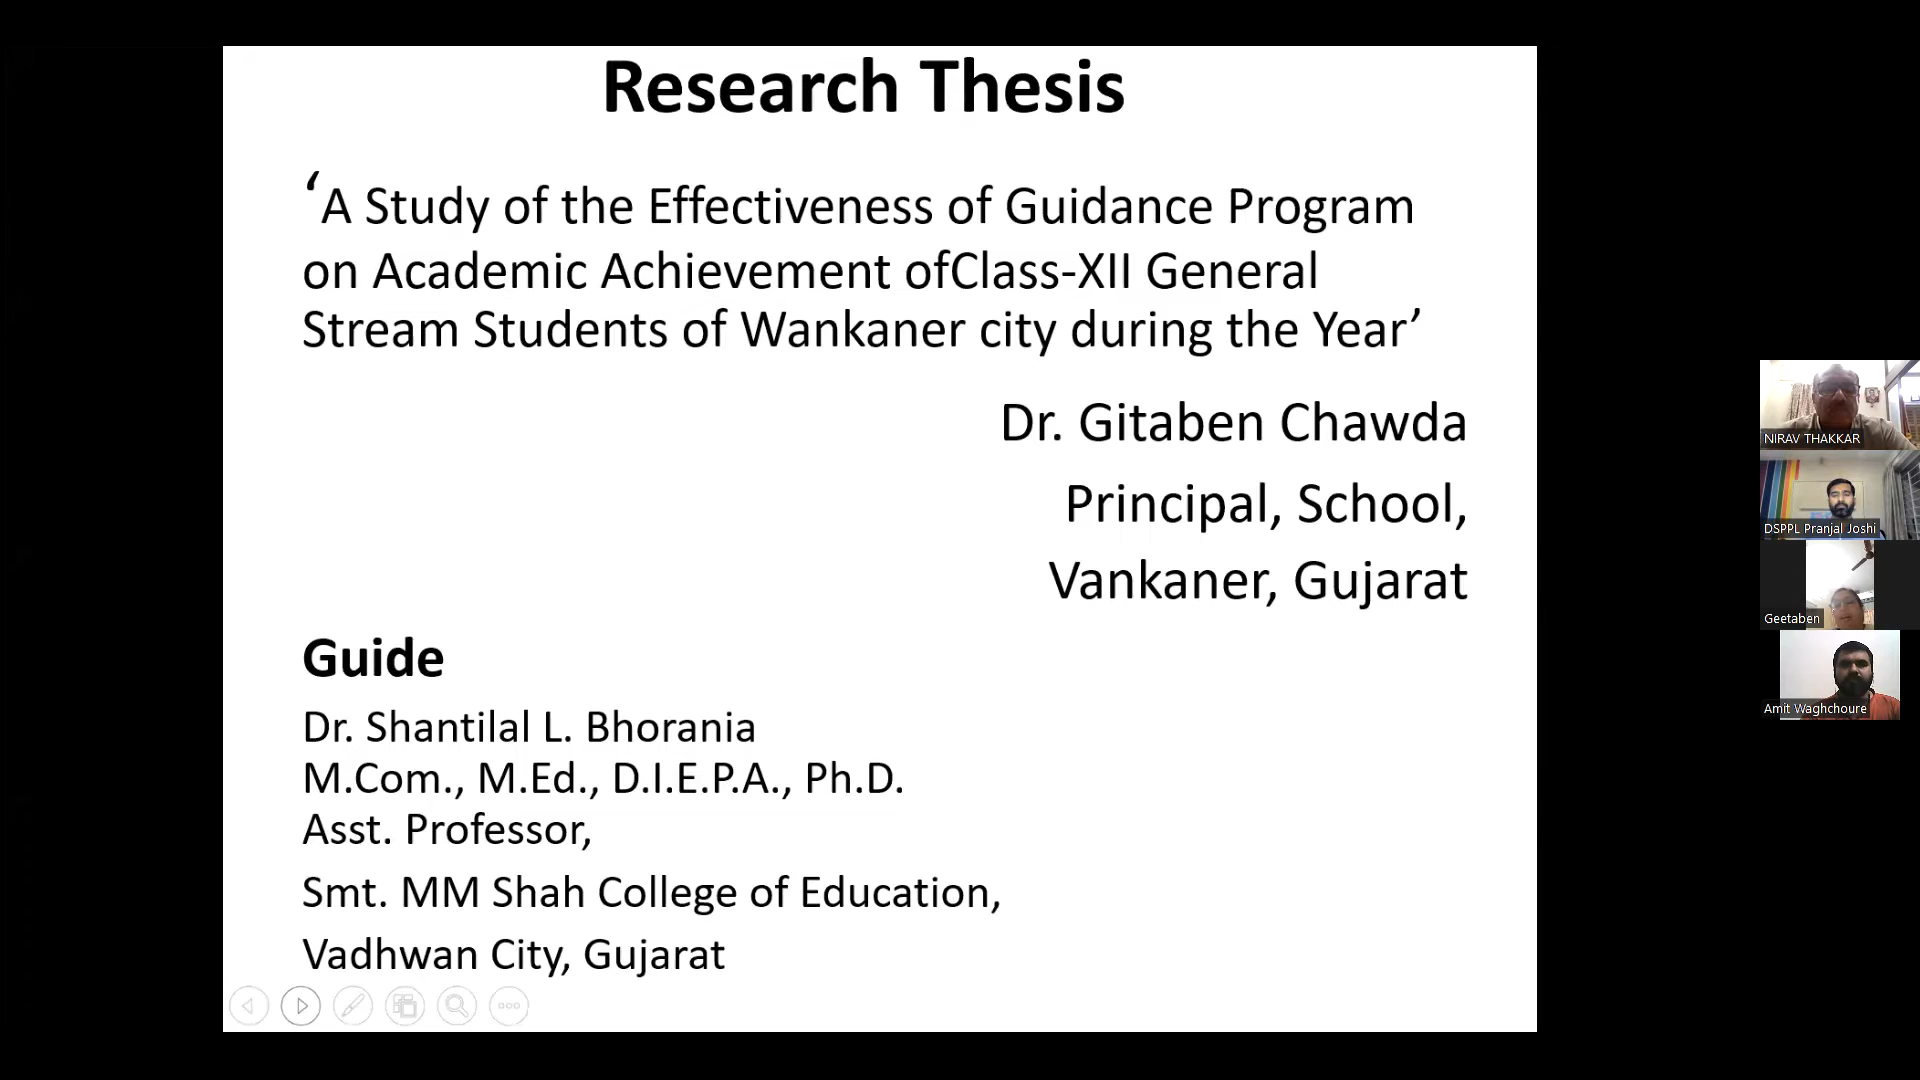 Research Thesis
‘A Study of the Effectiveness of Guidance Program
on Academic Achievement ofClass-XII General
Stream Students of Wankaner city during the Year’
Dr. Gitaben Chawda
Principal, School,
Vankaner, Gujarat
Guide
Dr. Shantilal L. Bhorania
M.Com., M.Ed., D.I.E.P.A., Ph.D.
Asst. Professor,
Smt. MM Shah College of Education,
Vadhwan City, Gujarat
NIRAV THAKKAR
DSPPL Pranjal Joshi
Geetaben
Amit Waghchoure